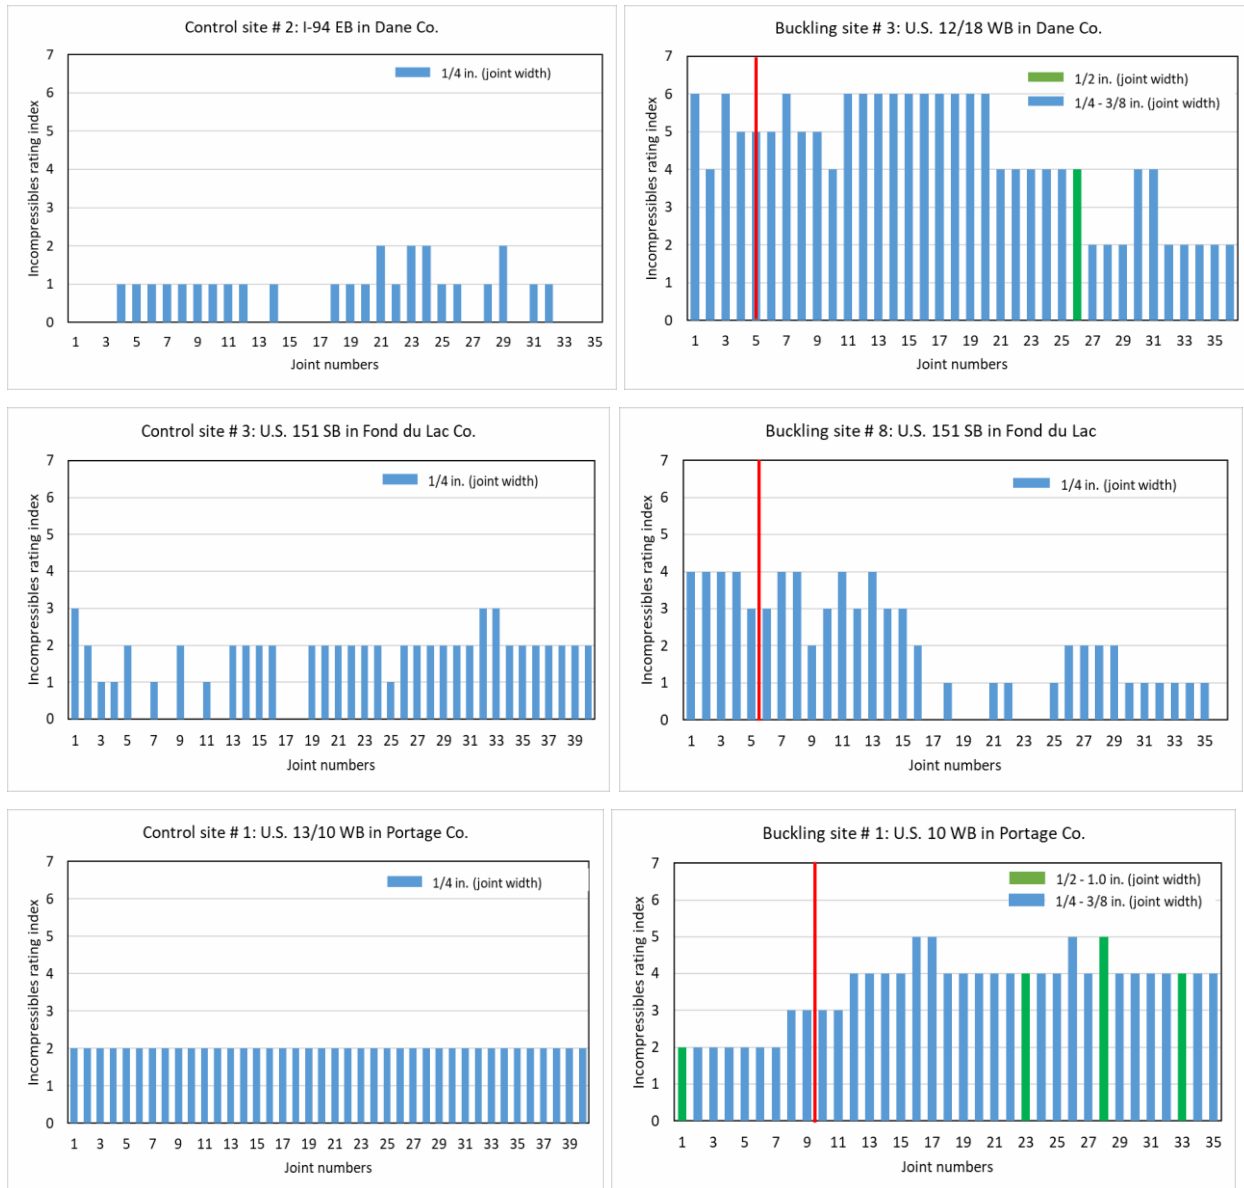 Control site # 2: I-94 EB in Dane Co.
7
6
5
4
3
2
1
0
Incompressibles rating index
1/4 in. (joint width)
1 3 5 7 9 11 13 15 17 19 21 23 25 27 29 31 33 35
Joint numbers
Buckling site # 3: U.S. 12/18 WB in Dane Co.
7
6
5
4
3
2
1
0
Incompressibles rating index
1/2 in. (joint width)
1/4 - 3/8 in. (joint width)
1 3 5 7 9 11 13 15 17 19 21 23 25 27 29 31 33 35
Joint numbers
Control site # 3: U.S. 151 SB in Fond du Lac Co.
7
6
5
4
3
2
1
0
Incompressibles rating index
1/4 in. (joint width)
1 3 5 7 9 11 13 15 17 19 21 23 25 27 29 31 33 35 37 39
Joint numbers
Buckling site # 8: U.S. 151 SB in Fond du Lac
7
6
5
4
3
2
1
0
Incompressibles rating index
1/4 in. (joint width)
1 3 5 7 9 11 13 15 17 19 21 23 25 27 29 31 33 35
Joint numbers
Control site # 1: U.S. 13/10 WB in Portage Co.
7
6
5
4
3
2
1
0
Incompressibles rating index
1/4 in. (joint width)
1 3 5 7 9 11 13 15 17 19 21 23 25 27 29 31 33 35 37 39
Joint numbers
Buckling site # 1: U.S. 10 WB in Portage Co.
7
6
5
4
3
2
1
0
Incompressibles rating index
1/2 - 1.0 in. (joint width)
1/4 - 3/8 in. (joint width)
1 3 5 7 9 11 13 15 17 19 21 23 25 27 29 31 33 35
Joint numbers